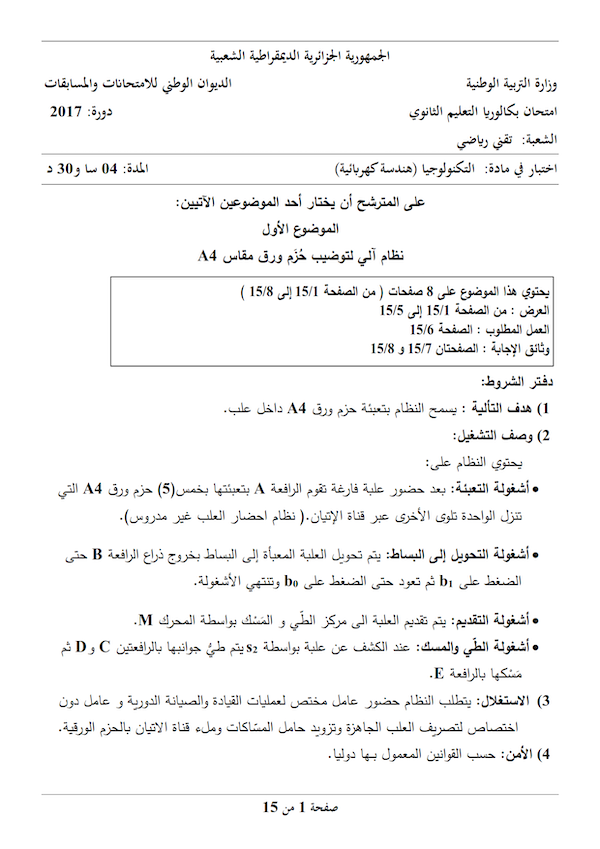 الجمهورية الجزائرية الديمقراطية الشعبية
وزارة التربية الوطنية الديوان الوطني للامتحانات والمسابقات
امتحان بكالوريا التعليم الثانوي دورة: 2017
الشعبة: تقني رياضي
اختبار في مادة: التكنولوجيا (هندسة كهربائية) المدة: 04 سا و30 د
على المترشح أن يختار أحد الموضوعين الآتيين:
الموضوع الأول
نظام آلي لتوضيب حُزَم ورق مقاس A4
يحتوي هذا الموضوع على 8 صفحات ( من الصفحة 15/1 إلى 15/8 )
العرض : من الصفحة 15/1 إلى 15/5
العمل المطلوب : الصفحة 15/6
وثائق الإجابة : الصفحتان 15/7 و 15/8
دفتر الشروط:
1) هدف التألية : يسمح النظام بتعبئة حزم ورق A4 داخل علب.
2) وصف التشغيل:
يحتوي النظام على:
• أشغولة التعبئة: بعد حضور علبة فارغة تقوم الرافعة A بتعبئتها بخمس(5) حزم ورق A4 التي
تنزل الواحدة تلوى الأخرى عبر قناة الإتيان.( نظام احضار العلب غير مدروس).
• أشغولة التحويل إلى البساط: يتم تحويل العلبة المعبأة إلى البساط بخروج ذراع الرافعة B حتى
الضغط على b1 ثم تعود حتى الضغط على b0 وتنتهي الأشغولة.
• أشغولة التقديم: يتم تقديم العلبة الى مركز الطّي و المَسْك بواسطة المحرك M.
• أشغولة الطّي والمسك: عند الكشف عن علبة بواسطة s2 يتم طيُّ جوانبها بالرافعتين C و D ثم
مَسْكها بالرافعة E.
3) الاستغلال: يتطلب النظام حضور عامل مختص لعمليات القيادة والصيانة الدورية و عامل دون
اختصاص لتصريف العلب الجاهزة وتزويد حامل المسّاكات وملء قناة الاتيان بالحزم الورقية.
4) الأمن: حسب القوانين المعمول بـها دوليا.
صفحة 1 من 15